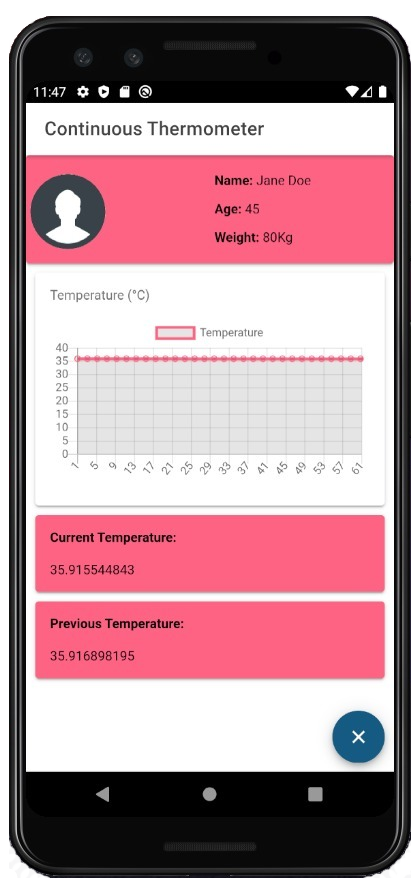 11:47
Continuous Thermometer
Name: Jane Doe
Age: 45
Weight: 80Kg
Temperature (°C)
Temperature
40
35
30
25
20
15
10
5
0
1 5 9 13 17 21 25 29 33 37 41 45 49 53 57 61
Current Temperature:
35.915544843
Previous Temperature:
35.916898195